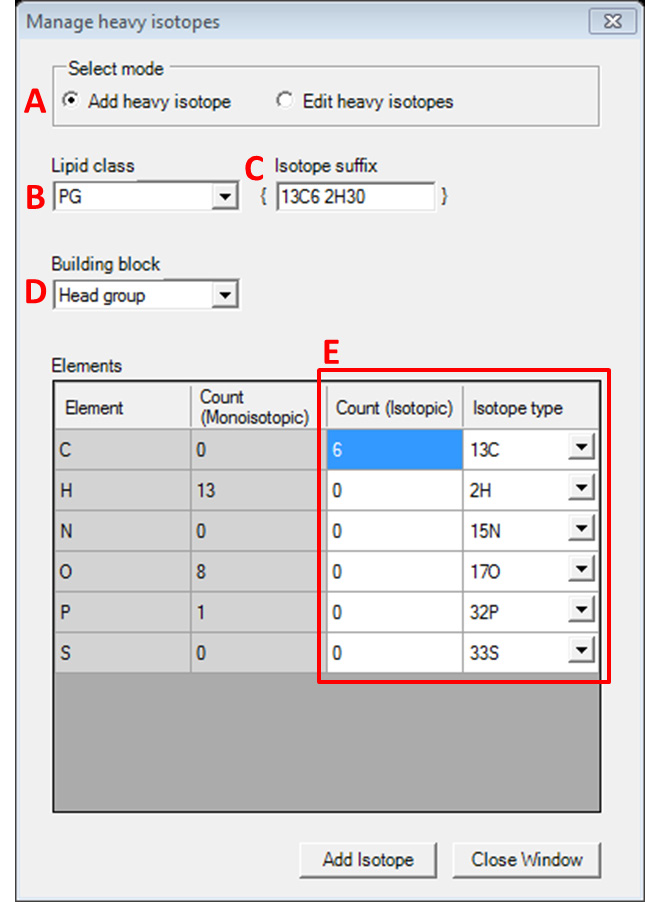 Manage heavy isotopes
Select mode
A Add heavy isotope Edit heavy isotopes
Lipid class C Isotope suffix
B PG { 13C6 2H30 }
Building block
D Head group
E
Elements
Element Count (Monoisotopic) Count (Isotopic) Isotope type
C 0 6 13C
H 13 0 2H
N 0 0 15N
O 8 0 17O
P 1 0 32P
S 0 0 33S
Add Isotope Close Window